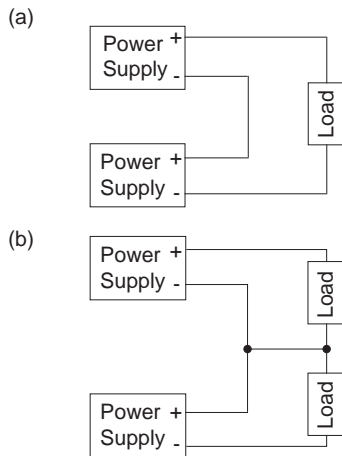 (a)
Power +
Supply -
Load
Power +
Supply -
(b)
Power +
Supply -
Load
Power +
Supply -
Load